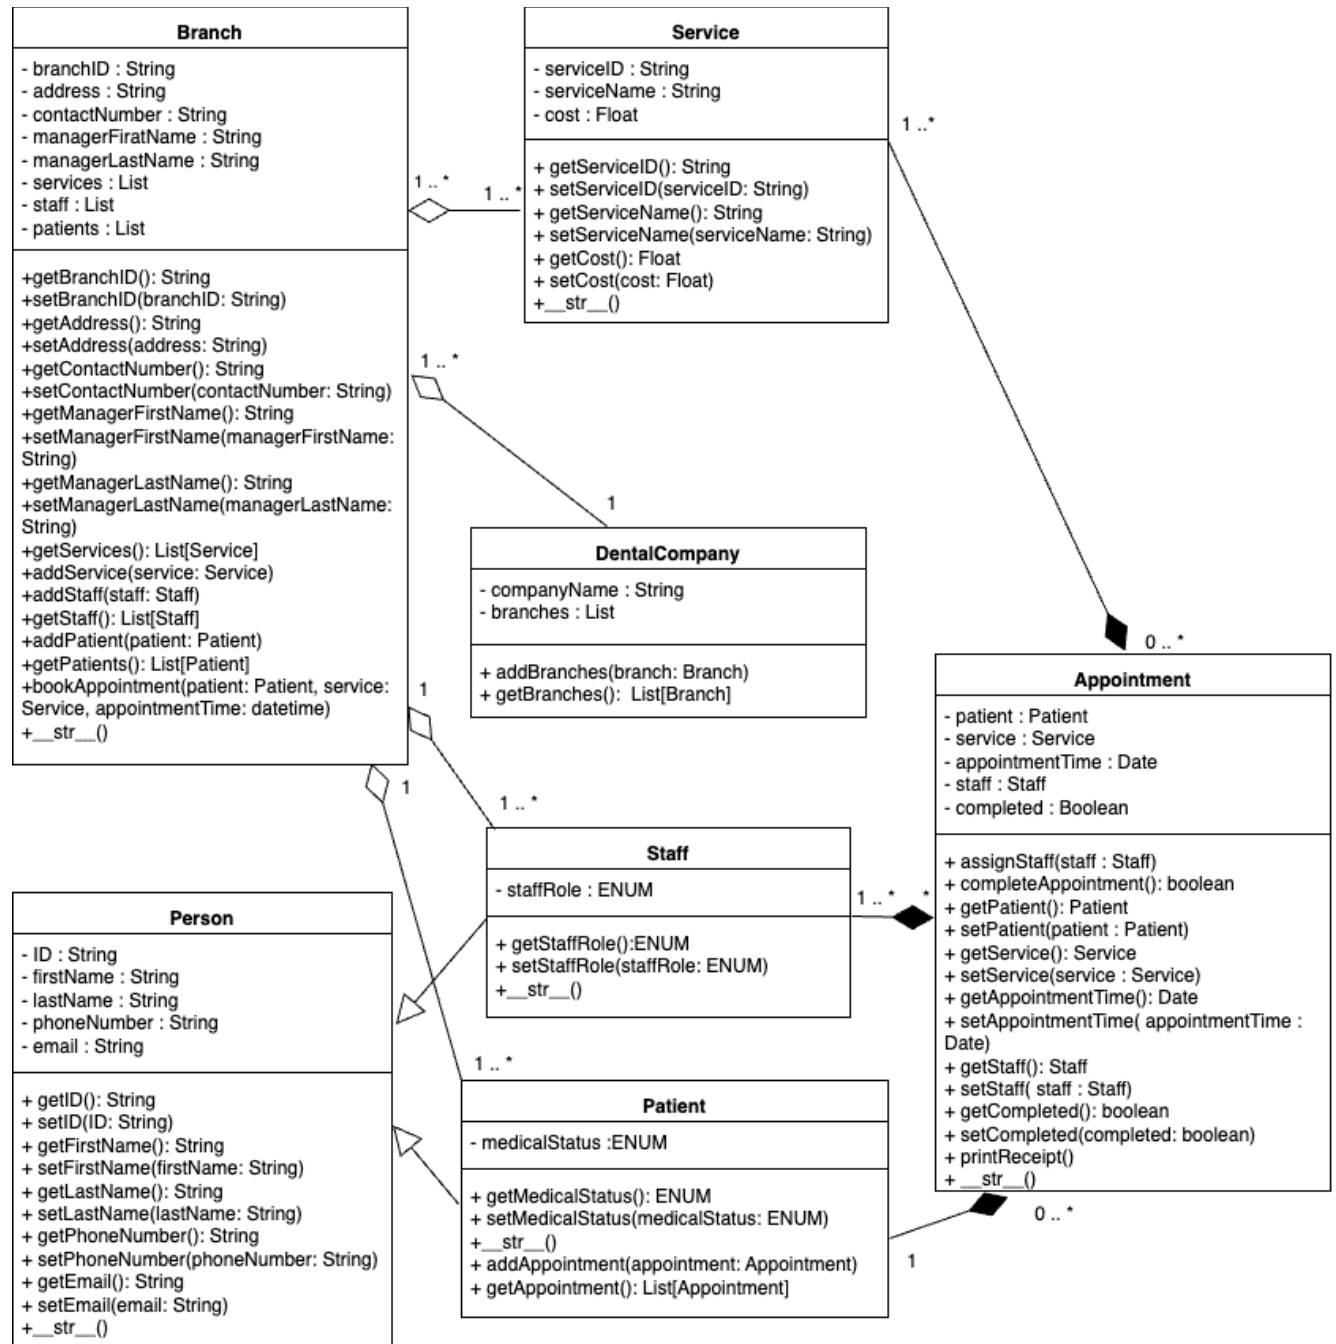 Branch
- branchID : String
- address : String
- contactNumber : String
- managerFiratName : String
- managerLastName : String
- services : List
- staff : List
- patients : List
+getBranchID(): String
+setBranchID(branchID: String)
+getAddress(): String
+setAddress(address: String)
+getContactNumber(): String
+setContactNumber(contactNumber: String)
+getManagerFirstName(): String
+setManagerFirstName(managerFirstName:
String)
+getManagerLastName(): String
+setManagerLastName(managerLastName:
String)
+getServices(): List[Service]
+addService(service: Service)
+addStaff(staff: Staff)
+getStaff(): List[Staff]
+addPatient(patient: Patient)
+getPatients(): List[Patient]
+bookAppointment(patient: Patient, service:
Service, appointmentTime: datetime)
+__str__()
1 .. *
1 .. *
Service
- serviceID : String
- serviceName : String
- cost : Float
+ getServiceID(): String
+ setServiceID(serviceID: String)
+ getServiceName(): String
+ setServiceName(serviceName: String)
+ getCost(): Float
+ setCost(cost: Float)
+__str__()
1 ..*
1 .. *
1
DentalCompany
- companyName : String
- branches : List
+ addBranches(branch: Branch)
+ getBranches():  List[Branch]
0 .. *
Appointment
- patient : Patient
- service : Service
- appointmentTime : Date
- staff : Staff
- completed : Boolean
+ assignStaff(staff : Staff)
+ completeAppointment(): boolean
+ getPatient(): Patient
+ setPatient(patient : Patient)
+ getService(): Service
+ setService(service : Service)
+ getAppointmentTime(): Date
+ setAppointmentTime( appointmentTime :
Date)
+ getStaff(): Staff
+ setStaff( staff : Staff)
+ getCompleted(): boolean
+ setCompleted(completed: boolean)
+ printReceipt()
+ __str__()
1
1
1 .. *
Staff
- staffRole : ENUM
+ getStaffRole():ENUM
+ setStaffRole(staffRole: ENUM)
+__str__()
1 .. *
*
Person
- ID : String
- firstName : String
- lastName : String
- phoneNumber : String
- email : String
+ getID(): String
+ setID(ID: String)
+ getFirstName(): String
+ setFirstName(firstName: String)
+ getLastName(): String
+ setLastName(lastName: String)
+ getPhoneNumber(): String
+ setPhoneNumber(phoneNumber: String)
+ getEmail(): String
+ setEmail(email: String)
+__str__()
1 .. *
Patient
- medicalStatus :ENUM
+ getMedicalStatus(): ENUM
+ setMedicalStatus(medicalStatus: ENUM)
+__str__()
+ addAppointment(appointment: Appointment)
+ getAppointment(): List[Appointment]
1
0 .. *